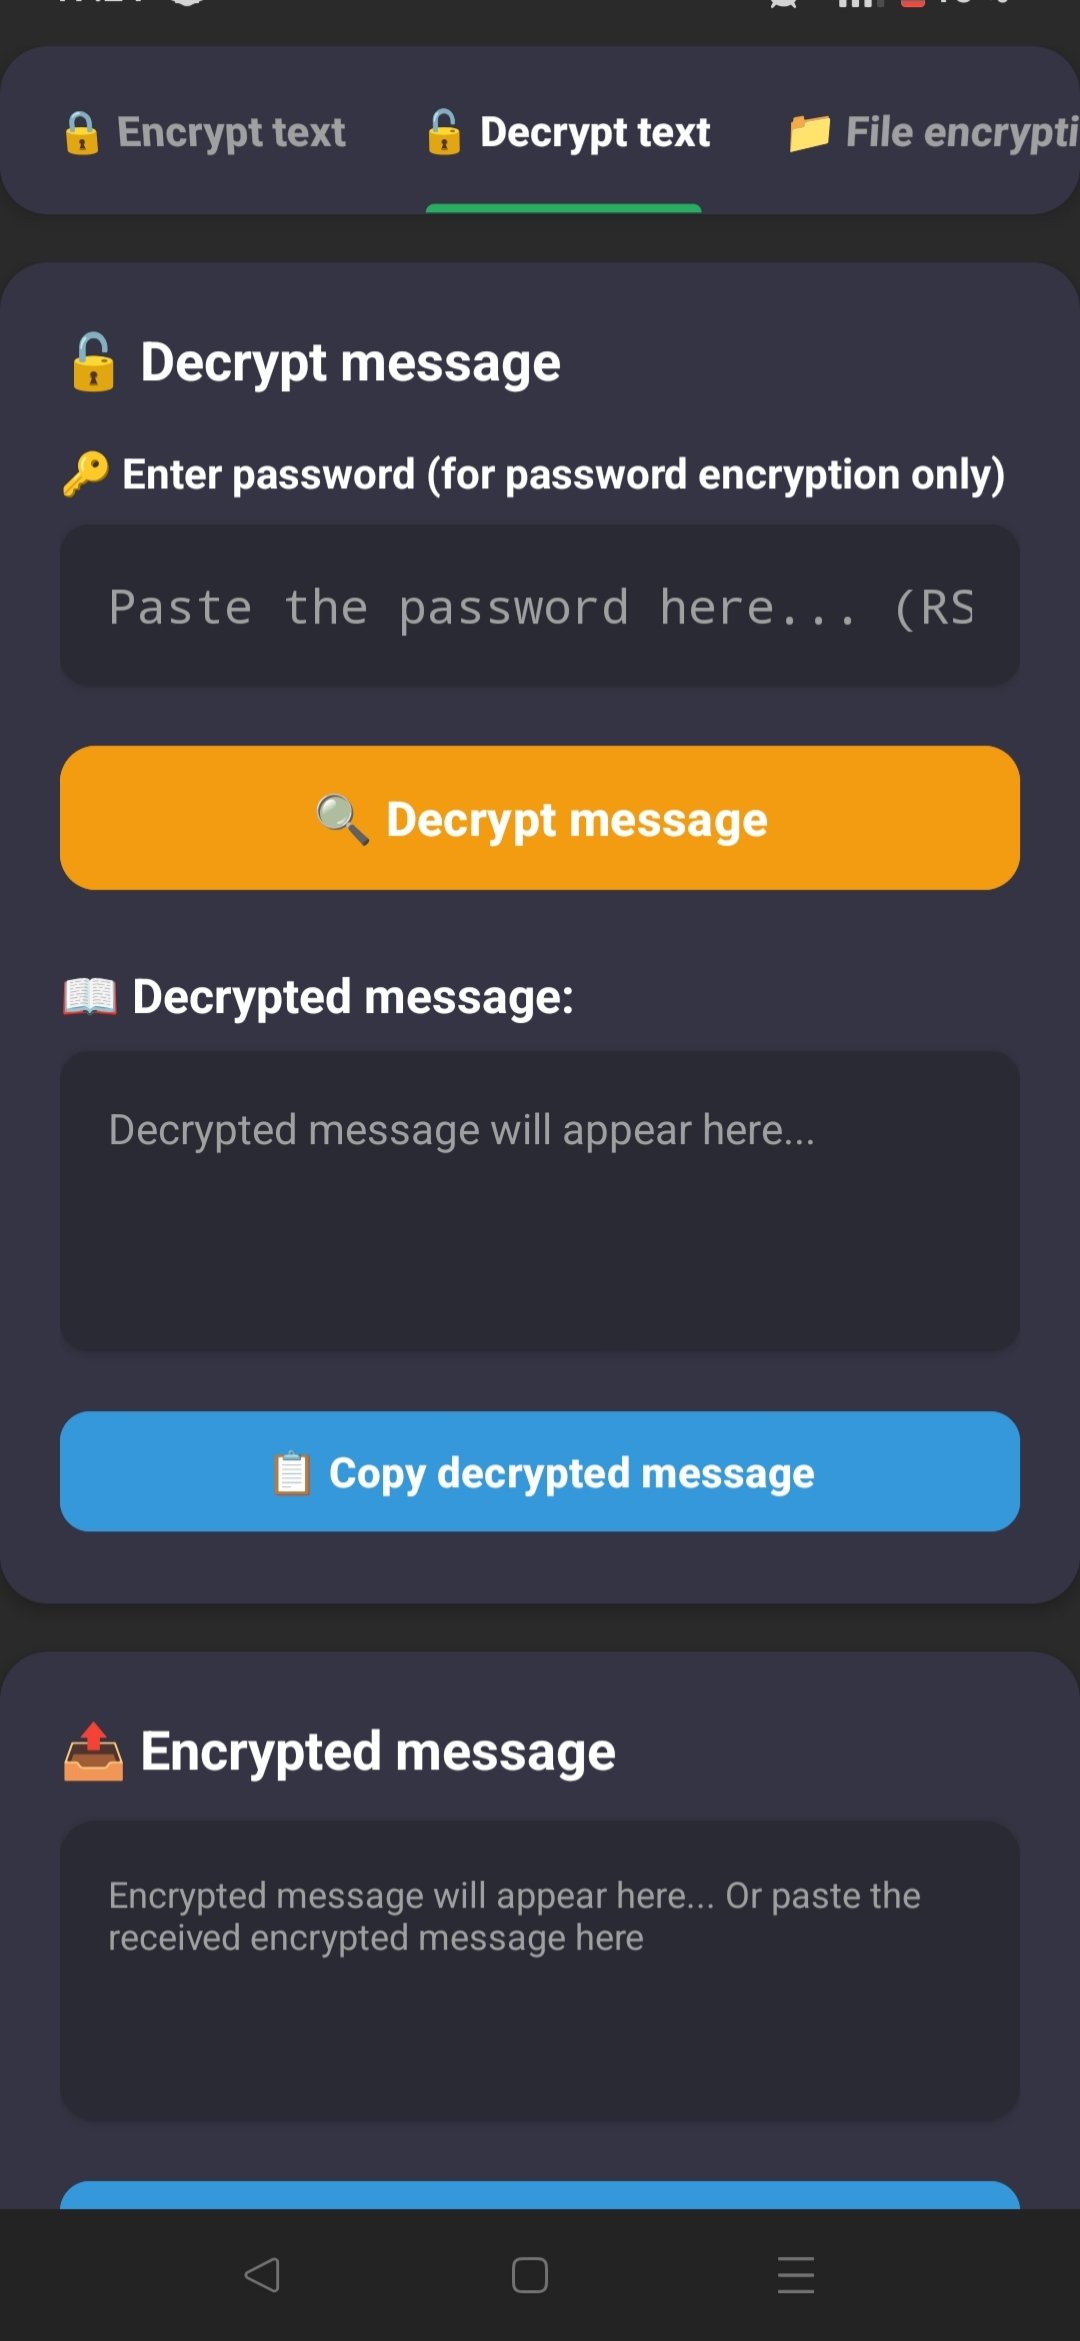 🔒 Encrypt text 🔓 Decrypt text 📁 File encrypti
🔓 Decrypt message
🔑 Enter password (for password encryption only)
Paste the password here... (RS
🔍 Decrypt message
📖 Decrypted message:
Decrypted message will appear here...
📋 Copy decrypted message
📤 Encrypted message
Encrypted message will appear here... Or paste the
received encrypted message here